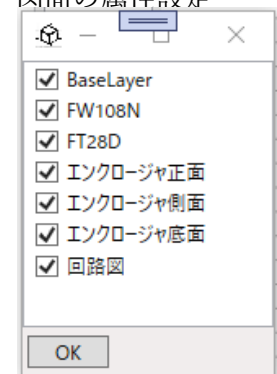 図面の属性設定
BaseLayer
FW108N
FT28D
エンクロージャ正面
エンクロージャ側面
エンクロージャ底面
回路図
OK